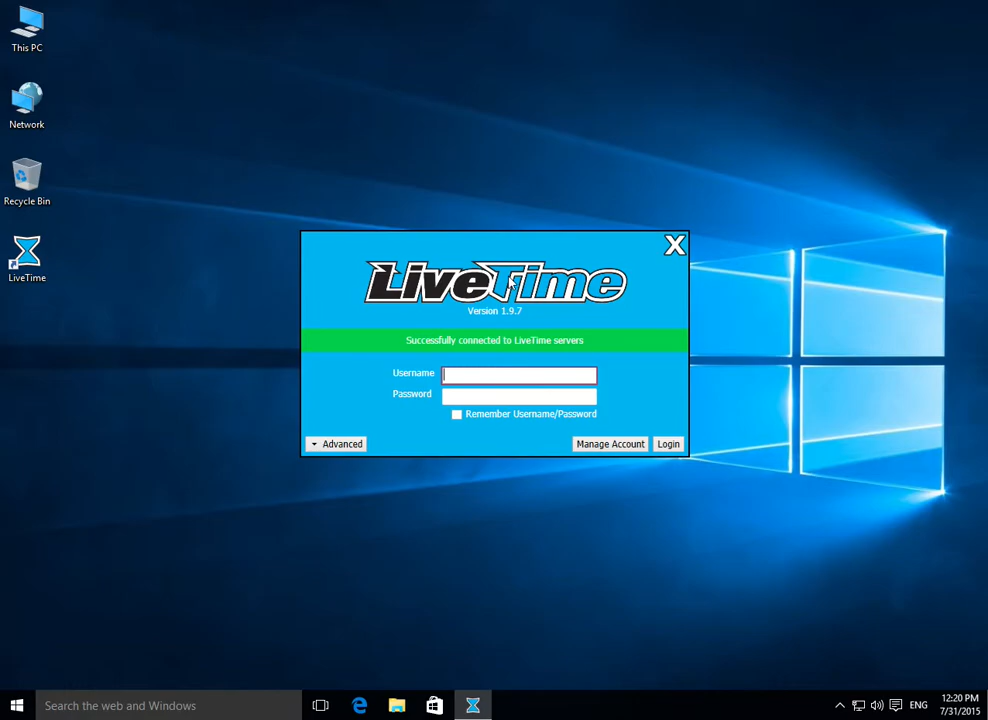 This PC
Network
Recycle Bin
LiveTime
X
LiveTime
Version 1.9.7
Successfully connected to LiveTime servers
Username
Password
Remember Username/Password
Advanced
Manage Account
Login
Search the web and Windows
ENG
12:20 PM
7/31/2015